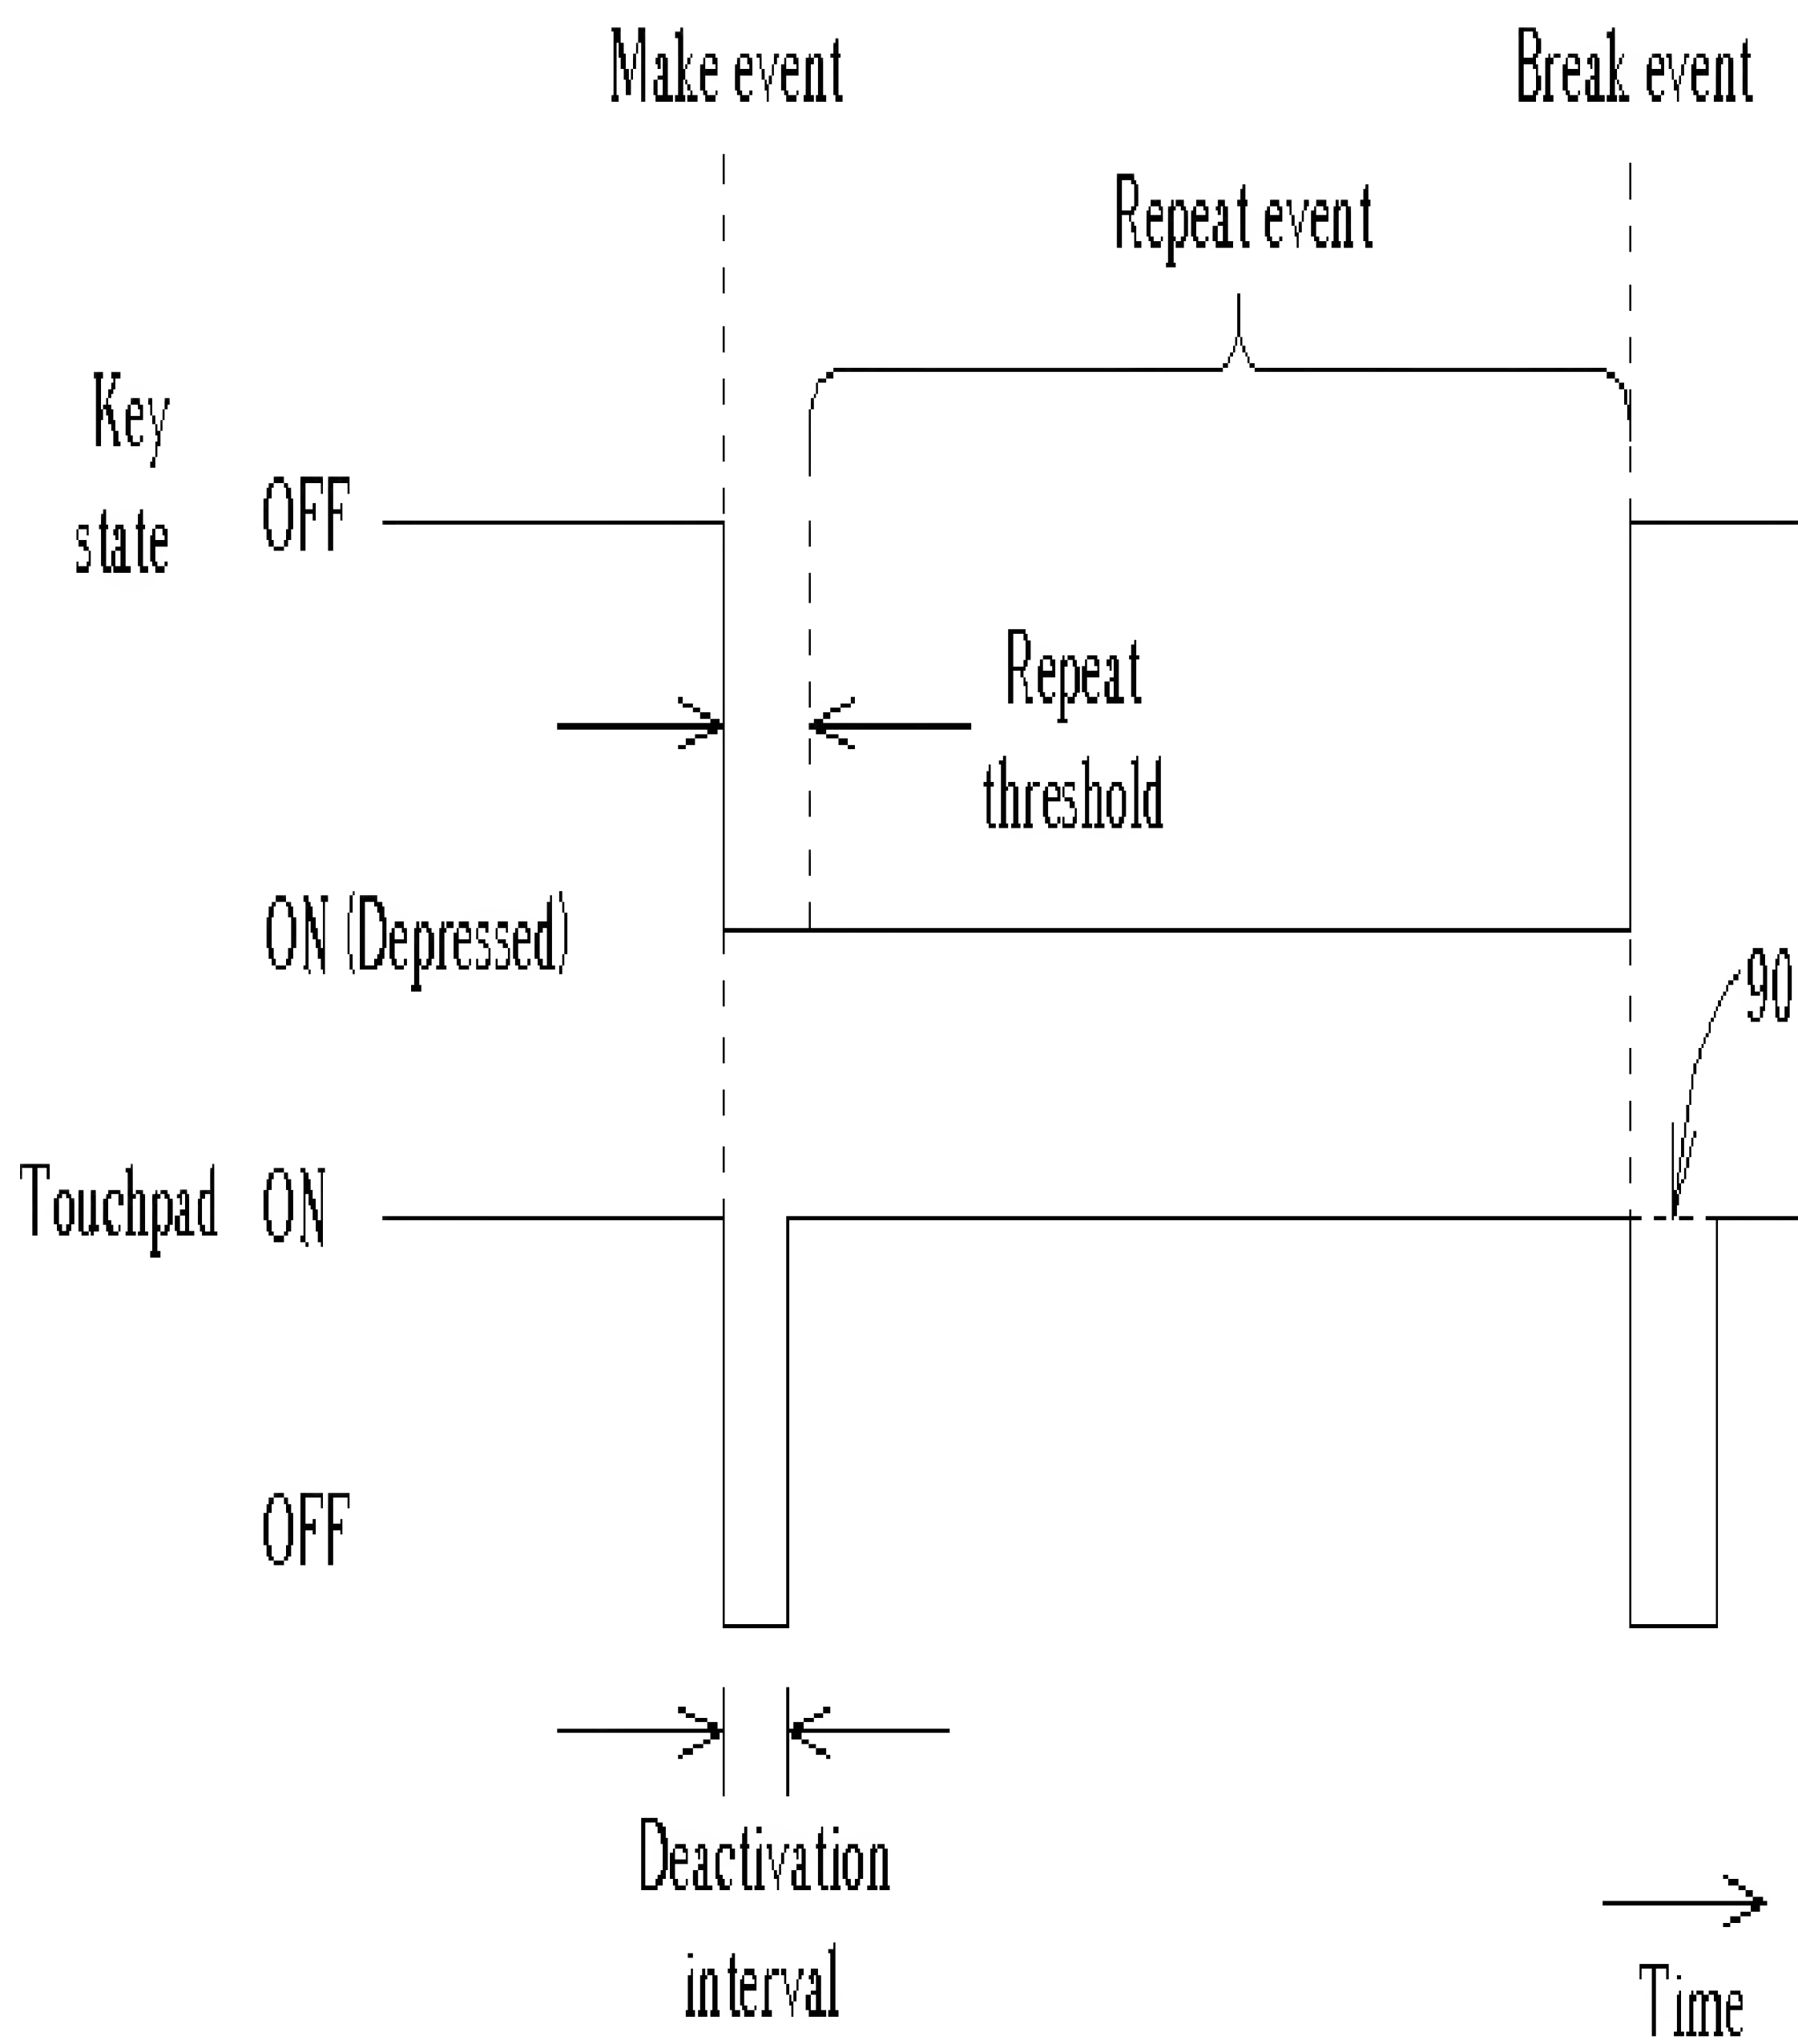 Make event
Break event
Repeat event
Key
state
OFF
Repeat
threshold
ON (Depressed)
90
Touchpad
ON
OFF
Deactivation
interval
Time